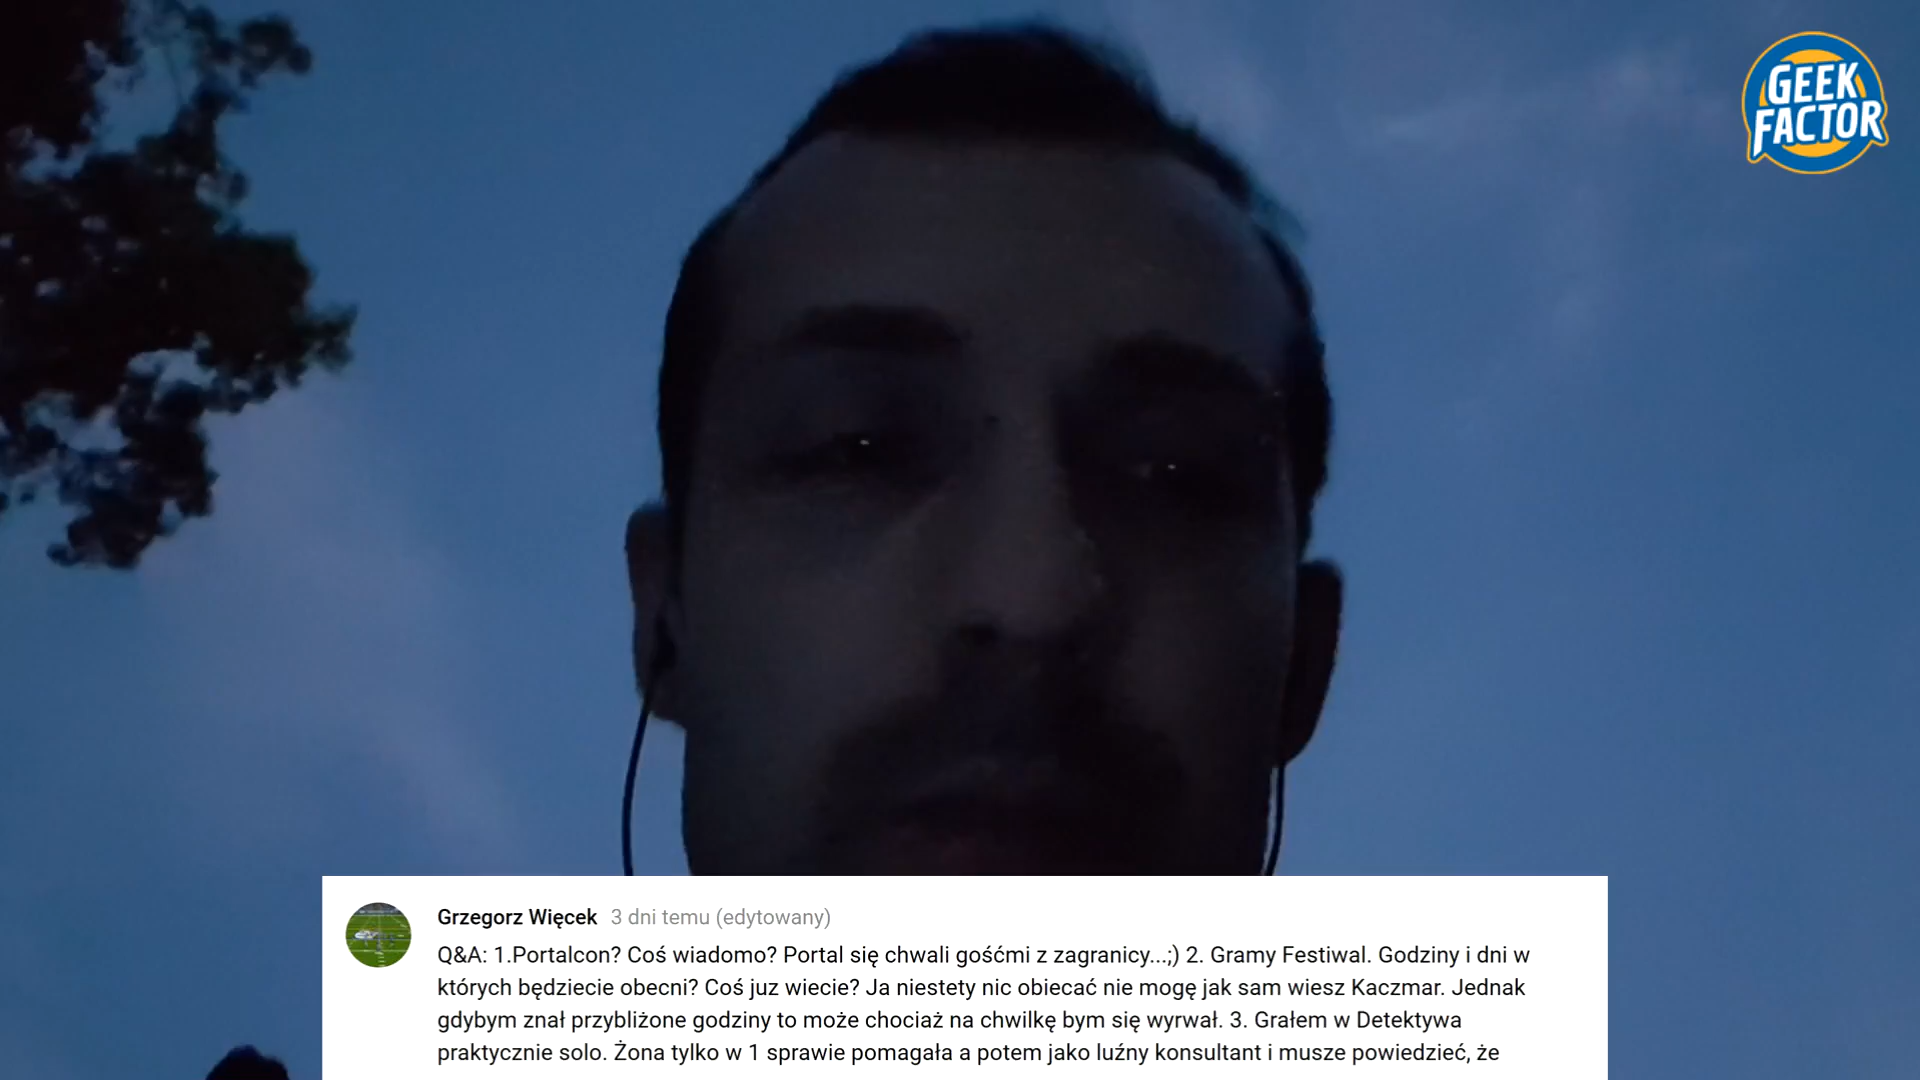 GEEK
FACTOR
Grzegorz Więcek 3 dni temu (edytowany)
Q&A: 1.Portalcon? Coś wiadomo? Portal się chwali gośćmi z zagranicy...;) 2. Gramy Festiwal. Godziny i dni w
których będziecie obecni? Coś juz wiecie? Ja niestety nic obiecać nie mogę jak sam wiesz Kaczmar. Jednak
gdybym znał przybliżone godziny to może chociaż na chwilkę bym się wyrwał. 3. Grałem w Detektywa
praktycznie solo. Żona tylko w 1 sprawie pomagała a potem jako luźny konsultant i musze powiedzieć, że